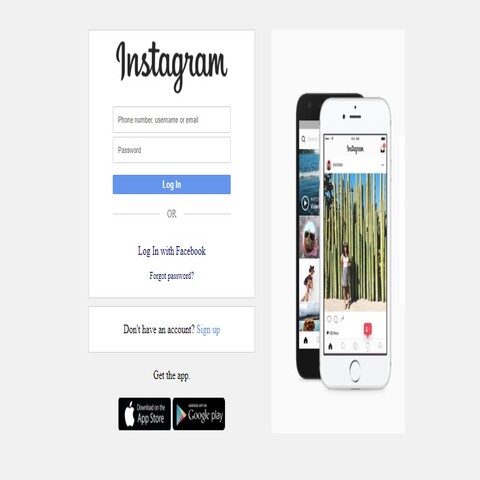 Instagram
Phone number, username or email
Password
Log In
OR
Log In with Facebook
Forgot password?
Don't have an account? Sign up
Get the app.
Download on the
App Store
ANDROID APP ON
Google play
Instagram